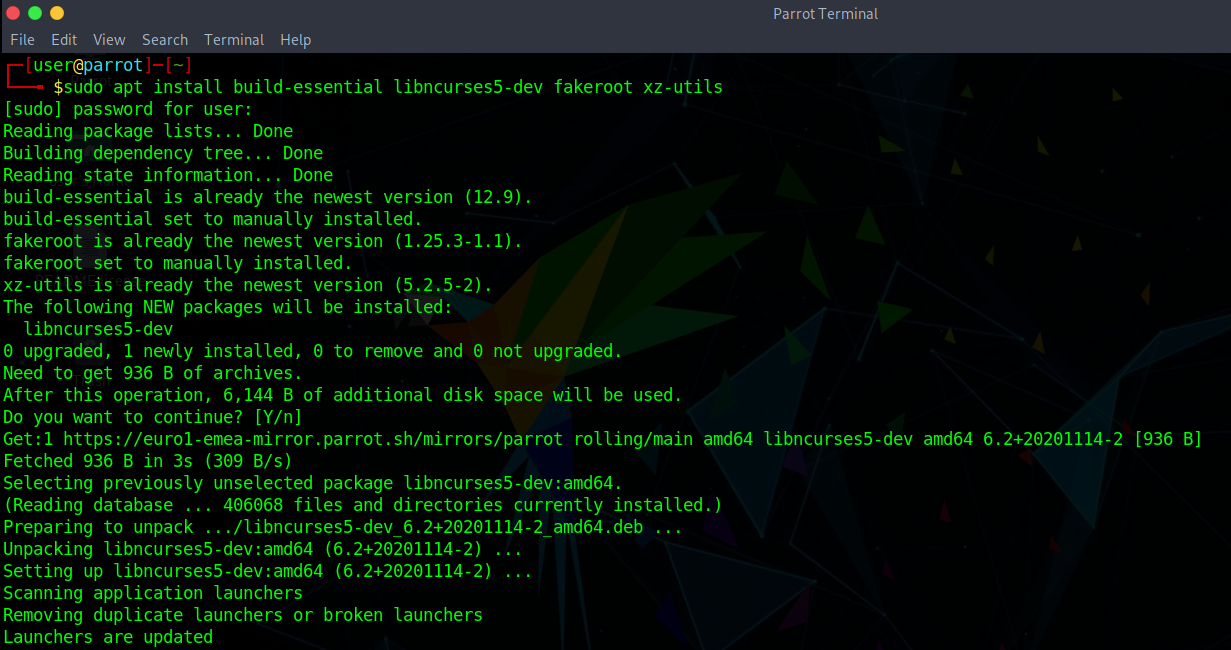 Parrot Terminal
File Edit View Search Terminal Help
┌─[user@parrot]─[~]
└──╼ $sudo apt install build-essential libncurses5-dev fakeroot xz-utils
[sudo] password for user:
Reading package lists... Done
Building dependency tree... Done
Reading state information... Done
build-essential is already the newest version (12.9).
build-essential set to manually installed.
fakeroot is already the newest version (1.25.3-1.1).
fakeroot set to manually installed.
xz-utils is already the newest version (5.2.5-2).
The following NEW packages will be installed:
  libncurses5-dev
0 upgraded, 1 newly installed, 0 to remove and 0 not upgraded.
Need to get 936 B of archives.
After this operation, 6,144 B of additional disk space will be used.
Do you want to continue? [Y/n]
Get:1 https://euro1-emea-mirror.parrot.sh/mirrors/parrot rolling/main amd64 libncurses5-dev amd64 6.2+20201114-2 [936 B]
Fetched 936 B in 3s (309 B/s)
Selecting previously unselected package libncurses5-dev:amd64.
(Reading database ... 406068 files and directories currently installed.)
Preparing to unpack .../libncurses5-dev_6.2+20201114-2_amd64.deb ...
Unpacking libncurses5-dev:amd64 (6.2+20201114-2) ...
Setting up libncurses5-dev:amd64 (6.2+20201114-2) ...
Scanning application launchers
Removing duplicate launchers or broken launchers
Launchers are updated